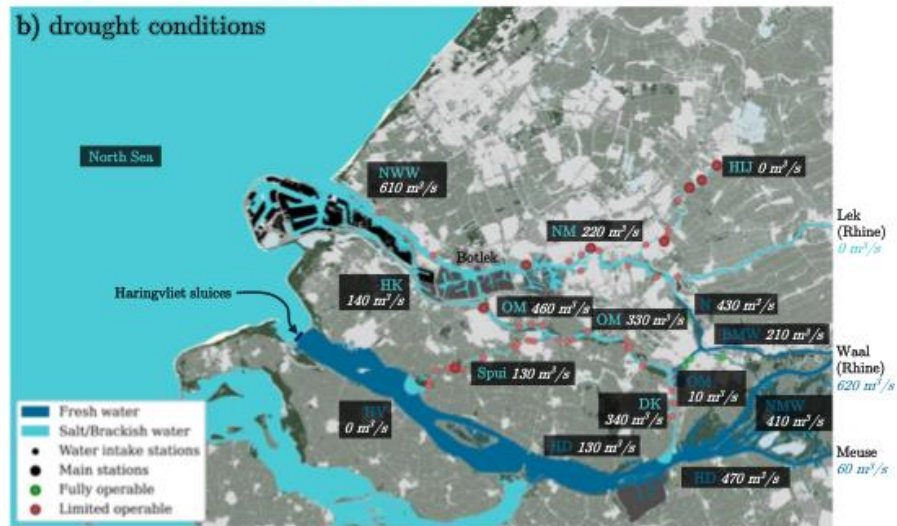 b) drought conditions
North Sea
NWW
610 m³/s
HIJ 0 m³/s
NM 220 m³/s
Lek
(Rhine)
0 m³/s
Botlek
HK
140 m³/s
Haringvliet sluices
OM 460 m³/s
N 430 m³/s
OM 330 m³/s
BMW 210 m³/s
Waal
(Rhine)
620 m³/s
Spui 130 m³/s
OM
10 m³/s
DK
340 m³/s
NMW
410 m³/s
HV
0 m³/s
HD 130 m³/s
Meuse
60 m³/s
HD 470 m³/s
Fresh water
Salt/Brackish water
Water intake stations
Main stations
Fully operable
Limited operable